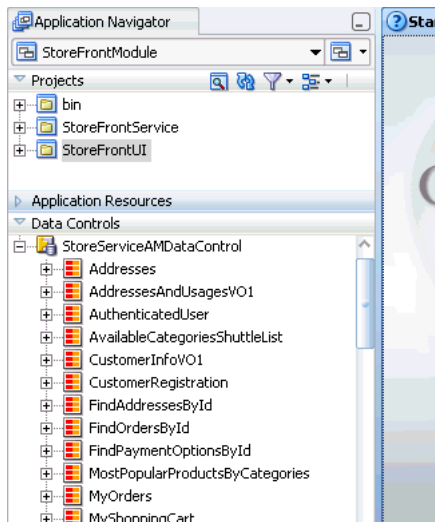 Application Navigator
StoreFrontModule
Projects
bin
StoreFrontService
StoreFrontUI
Application Resources
Data Controls
StoreServiceAMDataControl
Addresses
AddressesAndUsagesVO1
AuthenticatedUser
AvailableCategoriesShuttleList
CustomerInfoVO1
CustomerRegistration
FindAddressesById
FindOrdersById
FindPaymentOptionsById
MostPopularProductsByCategories
MyOrders
MyShoppingCart